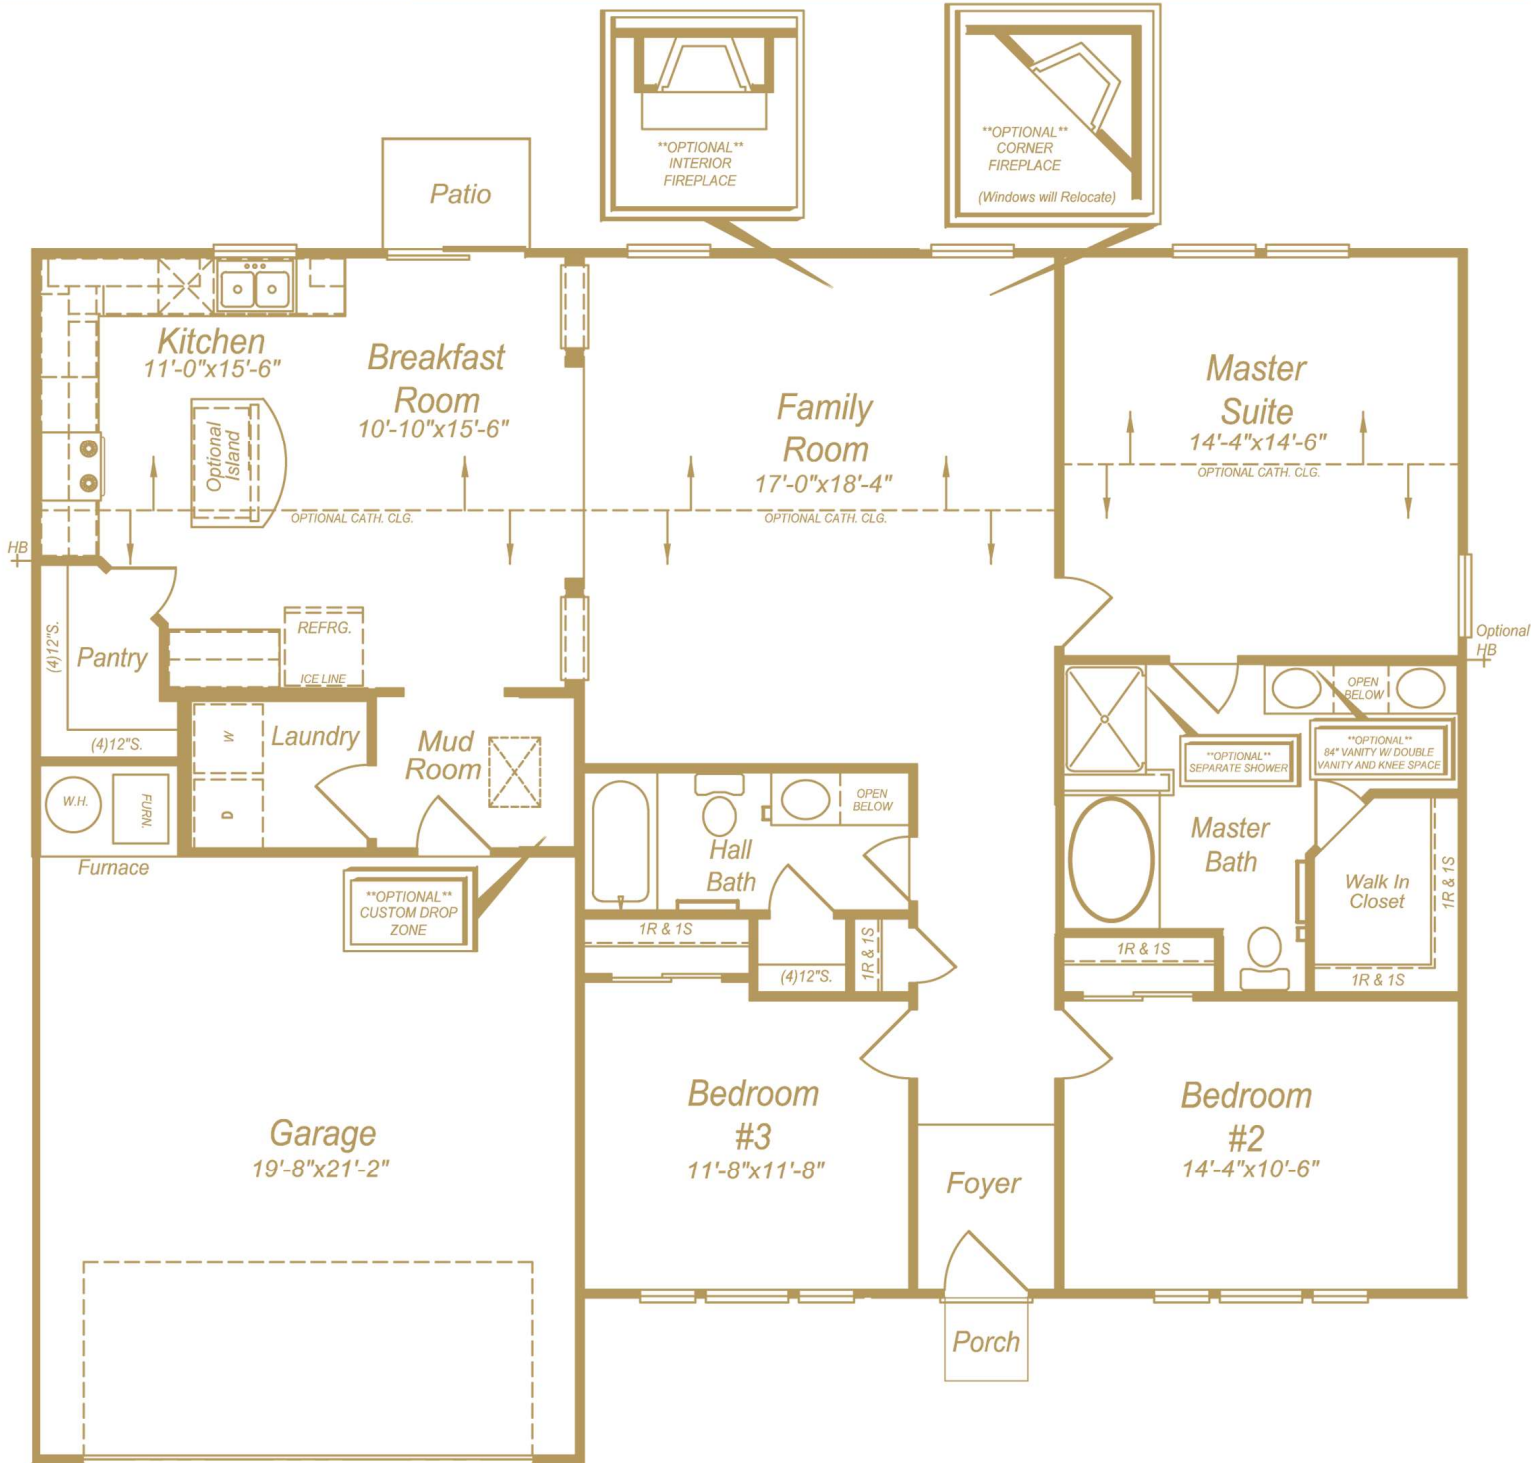 **OPTIONAL**
INTERIOR
FIREPLACE
**OPTIONAL**
CORNER
FIREPLACE
(Windows will Relocate)
Patio
Kitchen
11'-0"x15'-6"
Breakfast
Room
10'-10"x15'-6"
Optional
Island
OPTIONAL CATH. CLG.
Family
Room
17'-0"x18'-4"
OPTIONAL CATH. CLG.
Master
Suite
14'-4"x14'-6"
OPTIONAL CATH. CLG.
HB
Optional
HB
(4)12"S.
Pantry
(4)12"S.
REFRG.
ICE LINE
W
D
Laundry
Mud
Room
W.H.
FURN.
Furnace
**OPTIONAL**
CUSTOM DROP
ZONE
OPEN
BELOW
Hall
Bath
1R & 1S
(4)12"S.
1R & 1S
OPEN
BELOW
**OPTIONAL**
SEPARATE SHOWER
**OPTIONAL**
84" VANITY W/ DOUBLE
VANITY AND KNEE SPACE
Master
Bath
Walk In
Closet
1R & 1S
1R & 1S
1R & 1S
Garage
19'-8"x21'-2"
Bedroom
#3
11'-8"x11'-8"
Foyer
Bedroom
#2
14'-4"x10'-6"
Porch